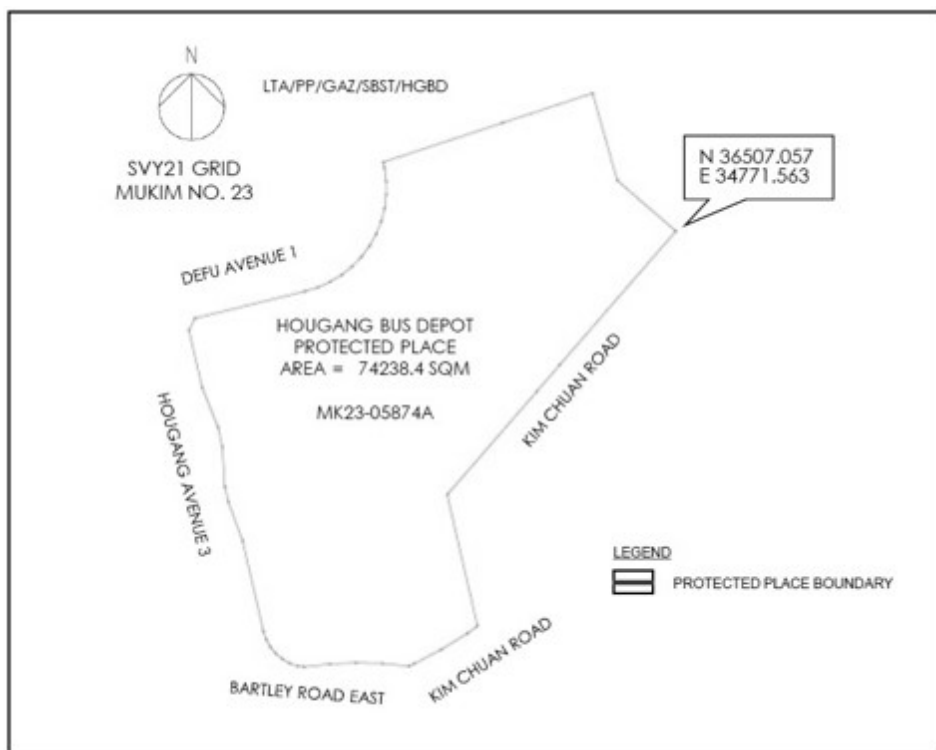 N
LTA/PP/GAZ/SBST/HGBD
SVY21 GRID
MUKIM NO. 23
N 36507.057
E 34771.563
DEFU AVENUE 1
HOUGANG BUS DEPOT
PROTECTED PLACE
AREA = 74238.4 SQM
MK23-05874A
KIM CHUAN ROAD
HOUGANG AVENUE 3
LEGEND
PROTECTED PLACE BOUNDARY
KIM CHUAN ROAD
BARTLEY ROAD EAST